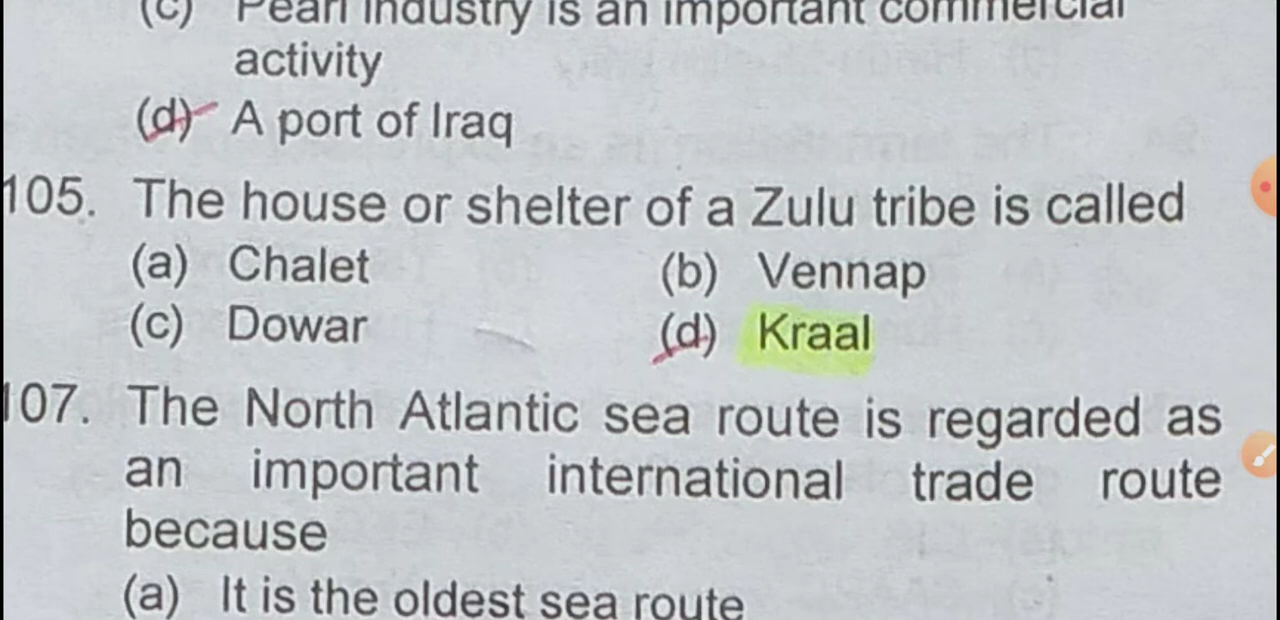 (c) Pearl industry is an important commercial
activity
(d) A port of Iraq
105. The house or shelter of a Zulu tribe is called
(a) Chalet (b) Vennap
(c) Dowar (d) Kraal
107. The North Atlantic sea route is regarded as
an important international trade route
because
(a) It is the oldest sea route